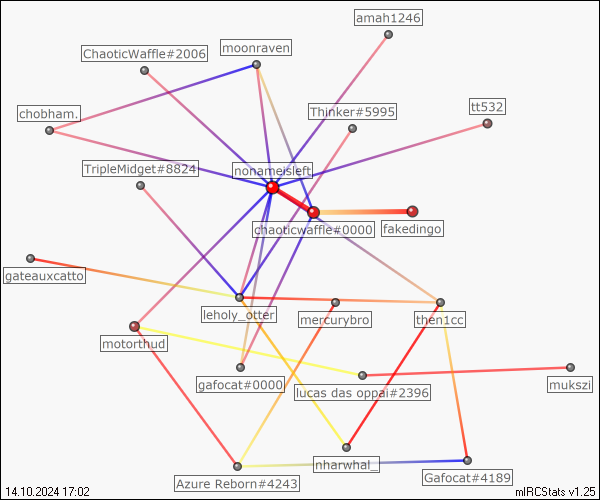 amah1246
ChaoticWaffle#2006
moonraven
chobham.
Thinker#5995
tt532
TripleMidget#8824
nonameisleft
chaoticwaffle#0000
fakedingo
gateauxcatto
leholy_otter
mercurybro
then1cc
motorthud
gafocat#0000
lucas das oppai#2396
mukszi
nharwhal_
Azure Reborn#4243
Gafocat#4189
14.10.2024 17:02
mIRCStats v1.25